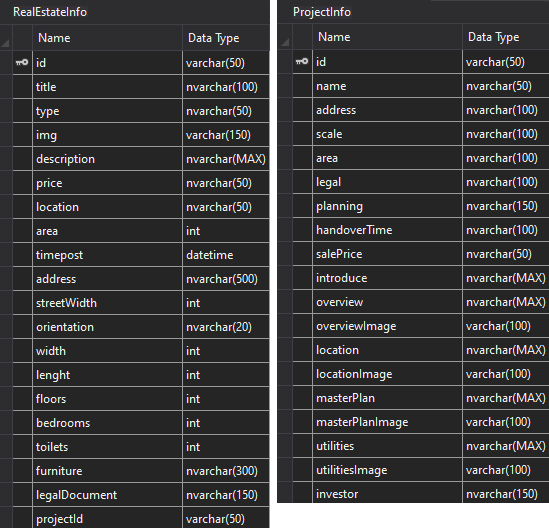 RealEstateInfo
Name Data Type
id varchar(50)
title nvarchar(100)
type nvarchar(50)
img varchar(150)
description nvarchar(MAX)
price nvarchar(50)
location nvarchar(50)
area int
timepost datetime
address nvarchar(500)
streetWidth int
orientation nvarchar(20)
width int
lenght int
floors int
bedrooms int
toilets int
furniture nvarchar(300)
legalDocument nvarchar(150)
projectId varchar(50)
ProjectInfo
Name Data Type
id varchar(50)
name nvarchar(50)
address nvarchar(100)
scale nvarchar(100)
area nvarchar(100)
legal nvarchar(100)
planning nvarchar(150)
handoverTime nvarchar(100)
salePrice nvarchar(50)
introduce nvarchar(MAX)
overview nvarchar(MAX)
overviewImage varchar(100)
location nvarchar(MAX)
locationImage varchar(100)
masterPlan nvarchar(MAX)
masterPlanImage varchar(100)
utilities nvarchar(MAX)
utilitiesImage varchar(100)
investor nvarchar(150)